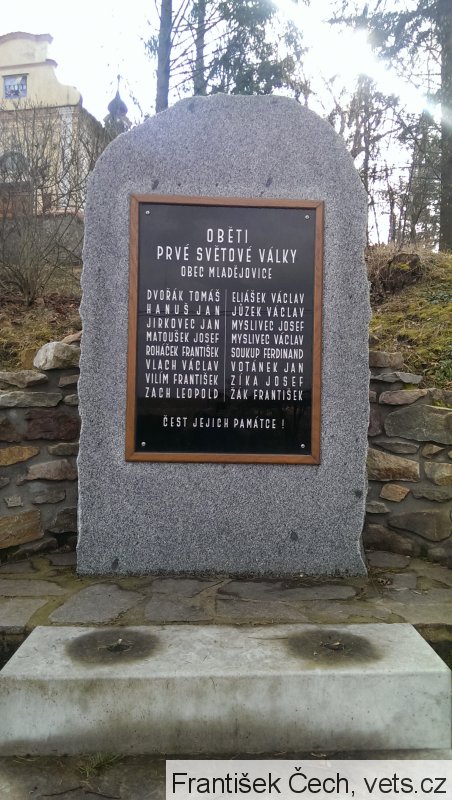 OBĚTI
PRVÉ SVĚTOVÉ VÁLKY
OBEC MLADĚJOVICE
DVOŘÁK TOMÁŠ
HANUŠ JAN
JIRKOVEC JAN
MATOUŠEK JOSEF
ROHÁČEK FRANTIŠEK
VLACH VÁCLAV
VILÍM FRANTIŠEK
ZACH LEOPOLD
ELIÁŠEK VÁCLAV
JŮZEK VÁCLAV
MYSLIVEC JOSEF
MYSLIVEC VÁCLAV
SOUKUP FERDINAND
VOTÁNEK JAN
ZÍKA JOSEF
ŽÁK FRANTIŠEK
ČEST JEJICH PAMÁTCE !
František Čech, vets.cz